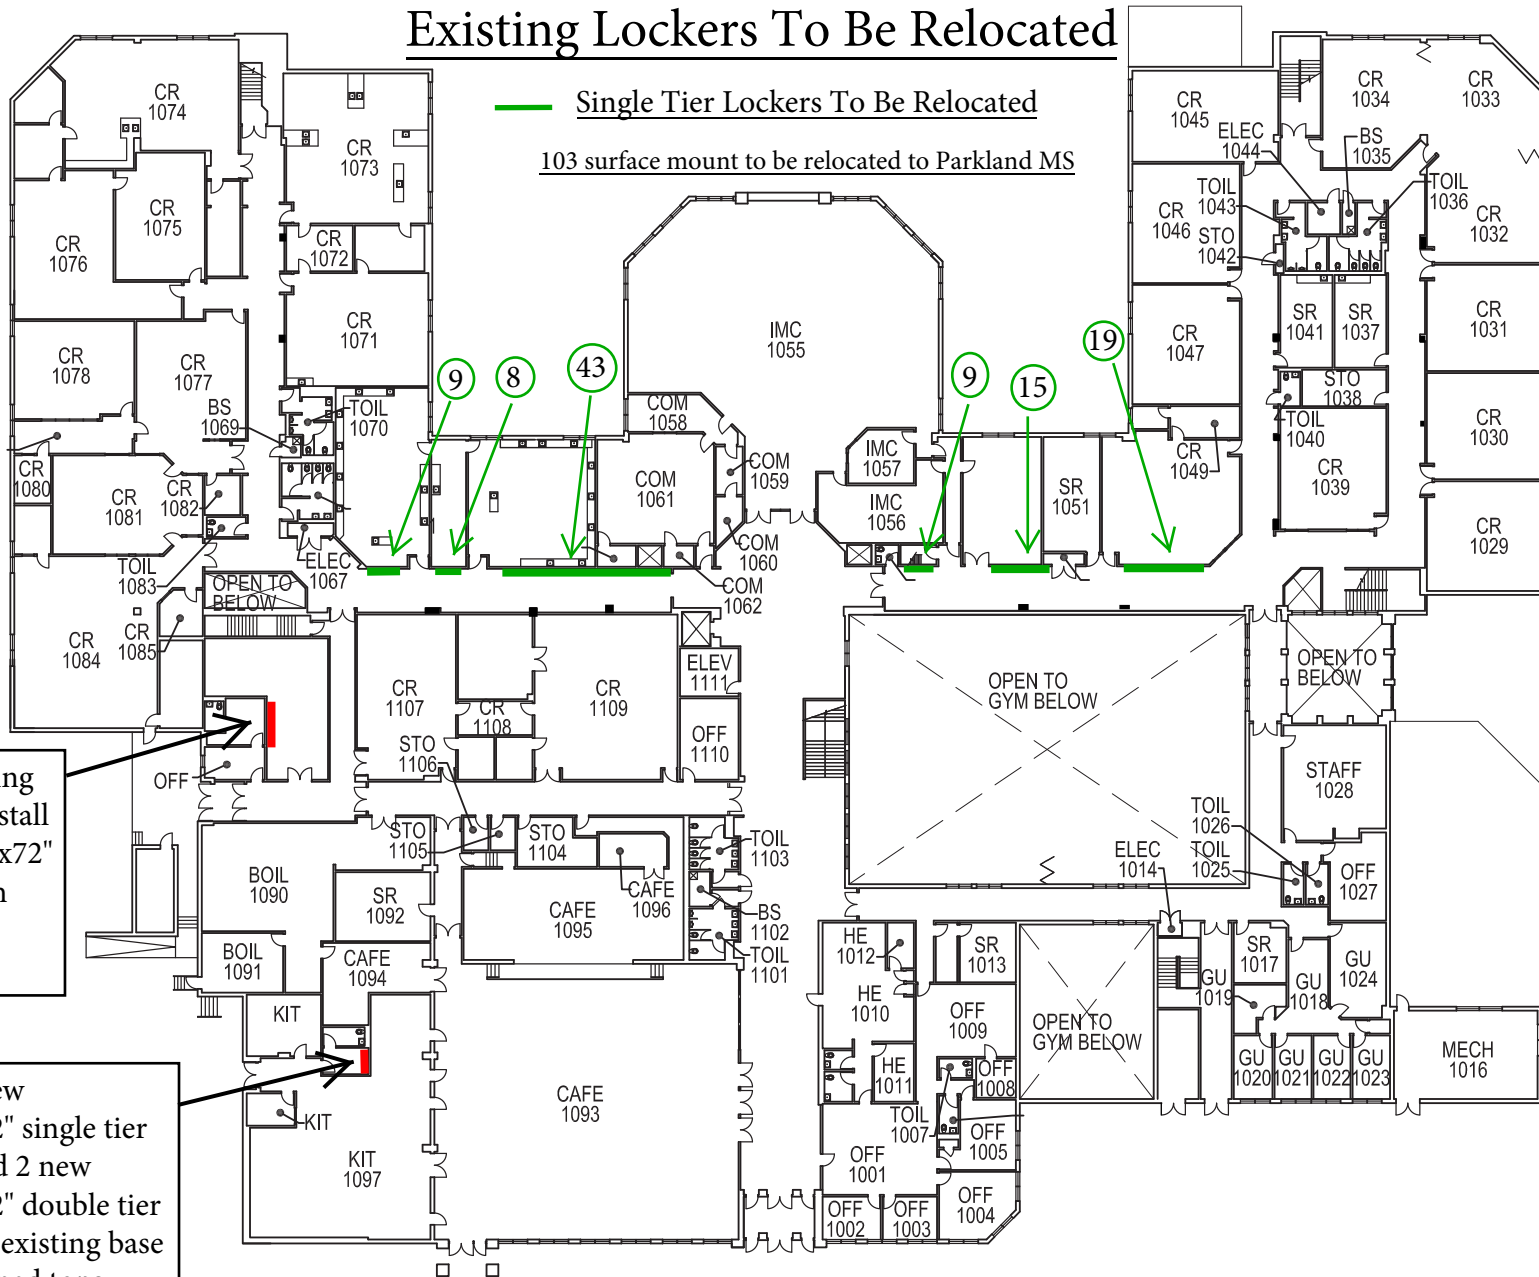 Existing Lockers To Be Relocated
Single Tier Lockers To Be Relocated
103 surface mount to be relocated to Parkland MS
CR
1074
CR
1073
CR
1075
CR
1076
CR
1072
CR
1071
CR
1078
CR
1077
BS
1069
TOIL
1070
CR
1080
CR
1081
CR
1082
TOIL
1083
ELEC
1067
OPEN TO
BELOW
CR
1084
CR
1085
9
8
43
9
15
19
IMC
1055
COM
1058
COM
1059
COM
1061
COM
1060
COM
1062
IMC
1057
IMC
1056
SR
1051
CR
1049
CR
1045
ELEC
1044
CR
1034
CR
1033
BS
1035
TOIL
1043
TOIL
1036
CR
1046
STO
1042
CR
1032
SR
1041
SR
1037
CR
1031
CR
1047
STO
1038
TOIL
1040
CR
1039
CR
1030
CR
1029
ELEV
1111
CR
1107
CR
1108
CR
1109
OFF
1110
STO
1106
OFF
OPEN TO
GYM BELOW
OPEN TO
BELOW
STAFF
1028
TOIL
1026
TOIL
1025
ELEC
1014
OFF
1027
ing
stall
x72"
n
STO
1105
STO
1104
TOIL
1103
BOIL
1090
SR
1092
CAFE
1096
CAFE
1095
BS
1102
TOIL
1101
BOIL
1091
CAFE
1094
KIT
KIT
KIT
1097
CAFE
1093
HE
1012
SR
1013
HE
1010
OFF
1009
HE
1011
OFF
1008
TOIL
1007
OFF
1005
OFF
1001
OFF
1002
OFF
1003
OFF
1004
OPEN TO
GYM BELOW
SR
1017
GU
1019
GU
1018
GU
1024
GU
1020
GU
1021
GU
1022
GU
1023
MECH
1016
ew
2" single tier
d 2 new
2" double tier
existing base